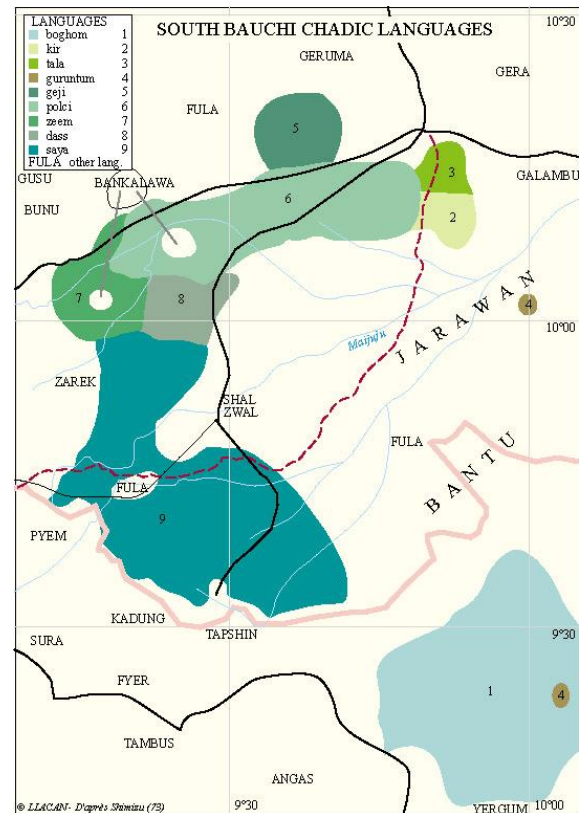 SOUTH BAUCHI CHADIC LANGUAGES
10°30
LANGUAGES
boghom 1
kir 2
tala 3
guruntum 4
geji 5
polci 6
zeem 7
dass 8
saya 9
FULA other lang.
GERUMA
GERA
FULA
5
GUSU
BANKALAWA
3
GALAMBU
BUNU
6
2
7
8
4
10°00
JARAWAN
Maijuju
ZAREK
SHAL
ZWAL
FULA
BANTU
FULA
PYEM
9
KADUNG
TAPSHIN
9°30
SURA
FYER
1
4
TAMBUS
ANGAS
© LLACAN- D'après Shimizu (78)
9°30
10°00
YERGUM